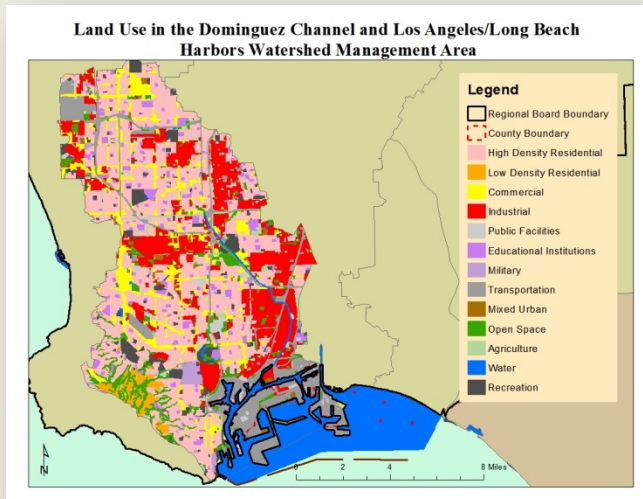 Land Use in the Dominguez Channel and Los Angeles/Long Beach
Harbors Watershed Management Area
Legend
Regional Board Boundary
County Boundary
High Density Residential
Low Density Residential
Commercial
Industrial
Public Facilities
Educational Institutions
Military
Transportation
Mixed Urban
Open Space
Agriculture
Water
Recreation
N
0 2 4 8 Miles